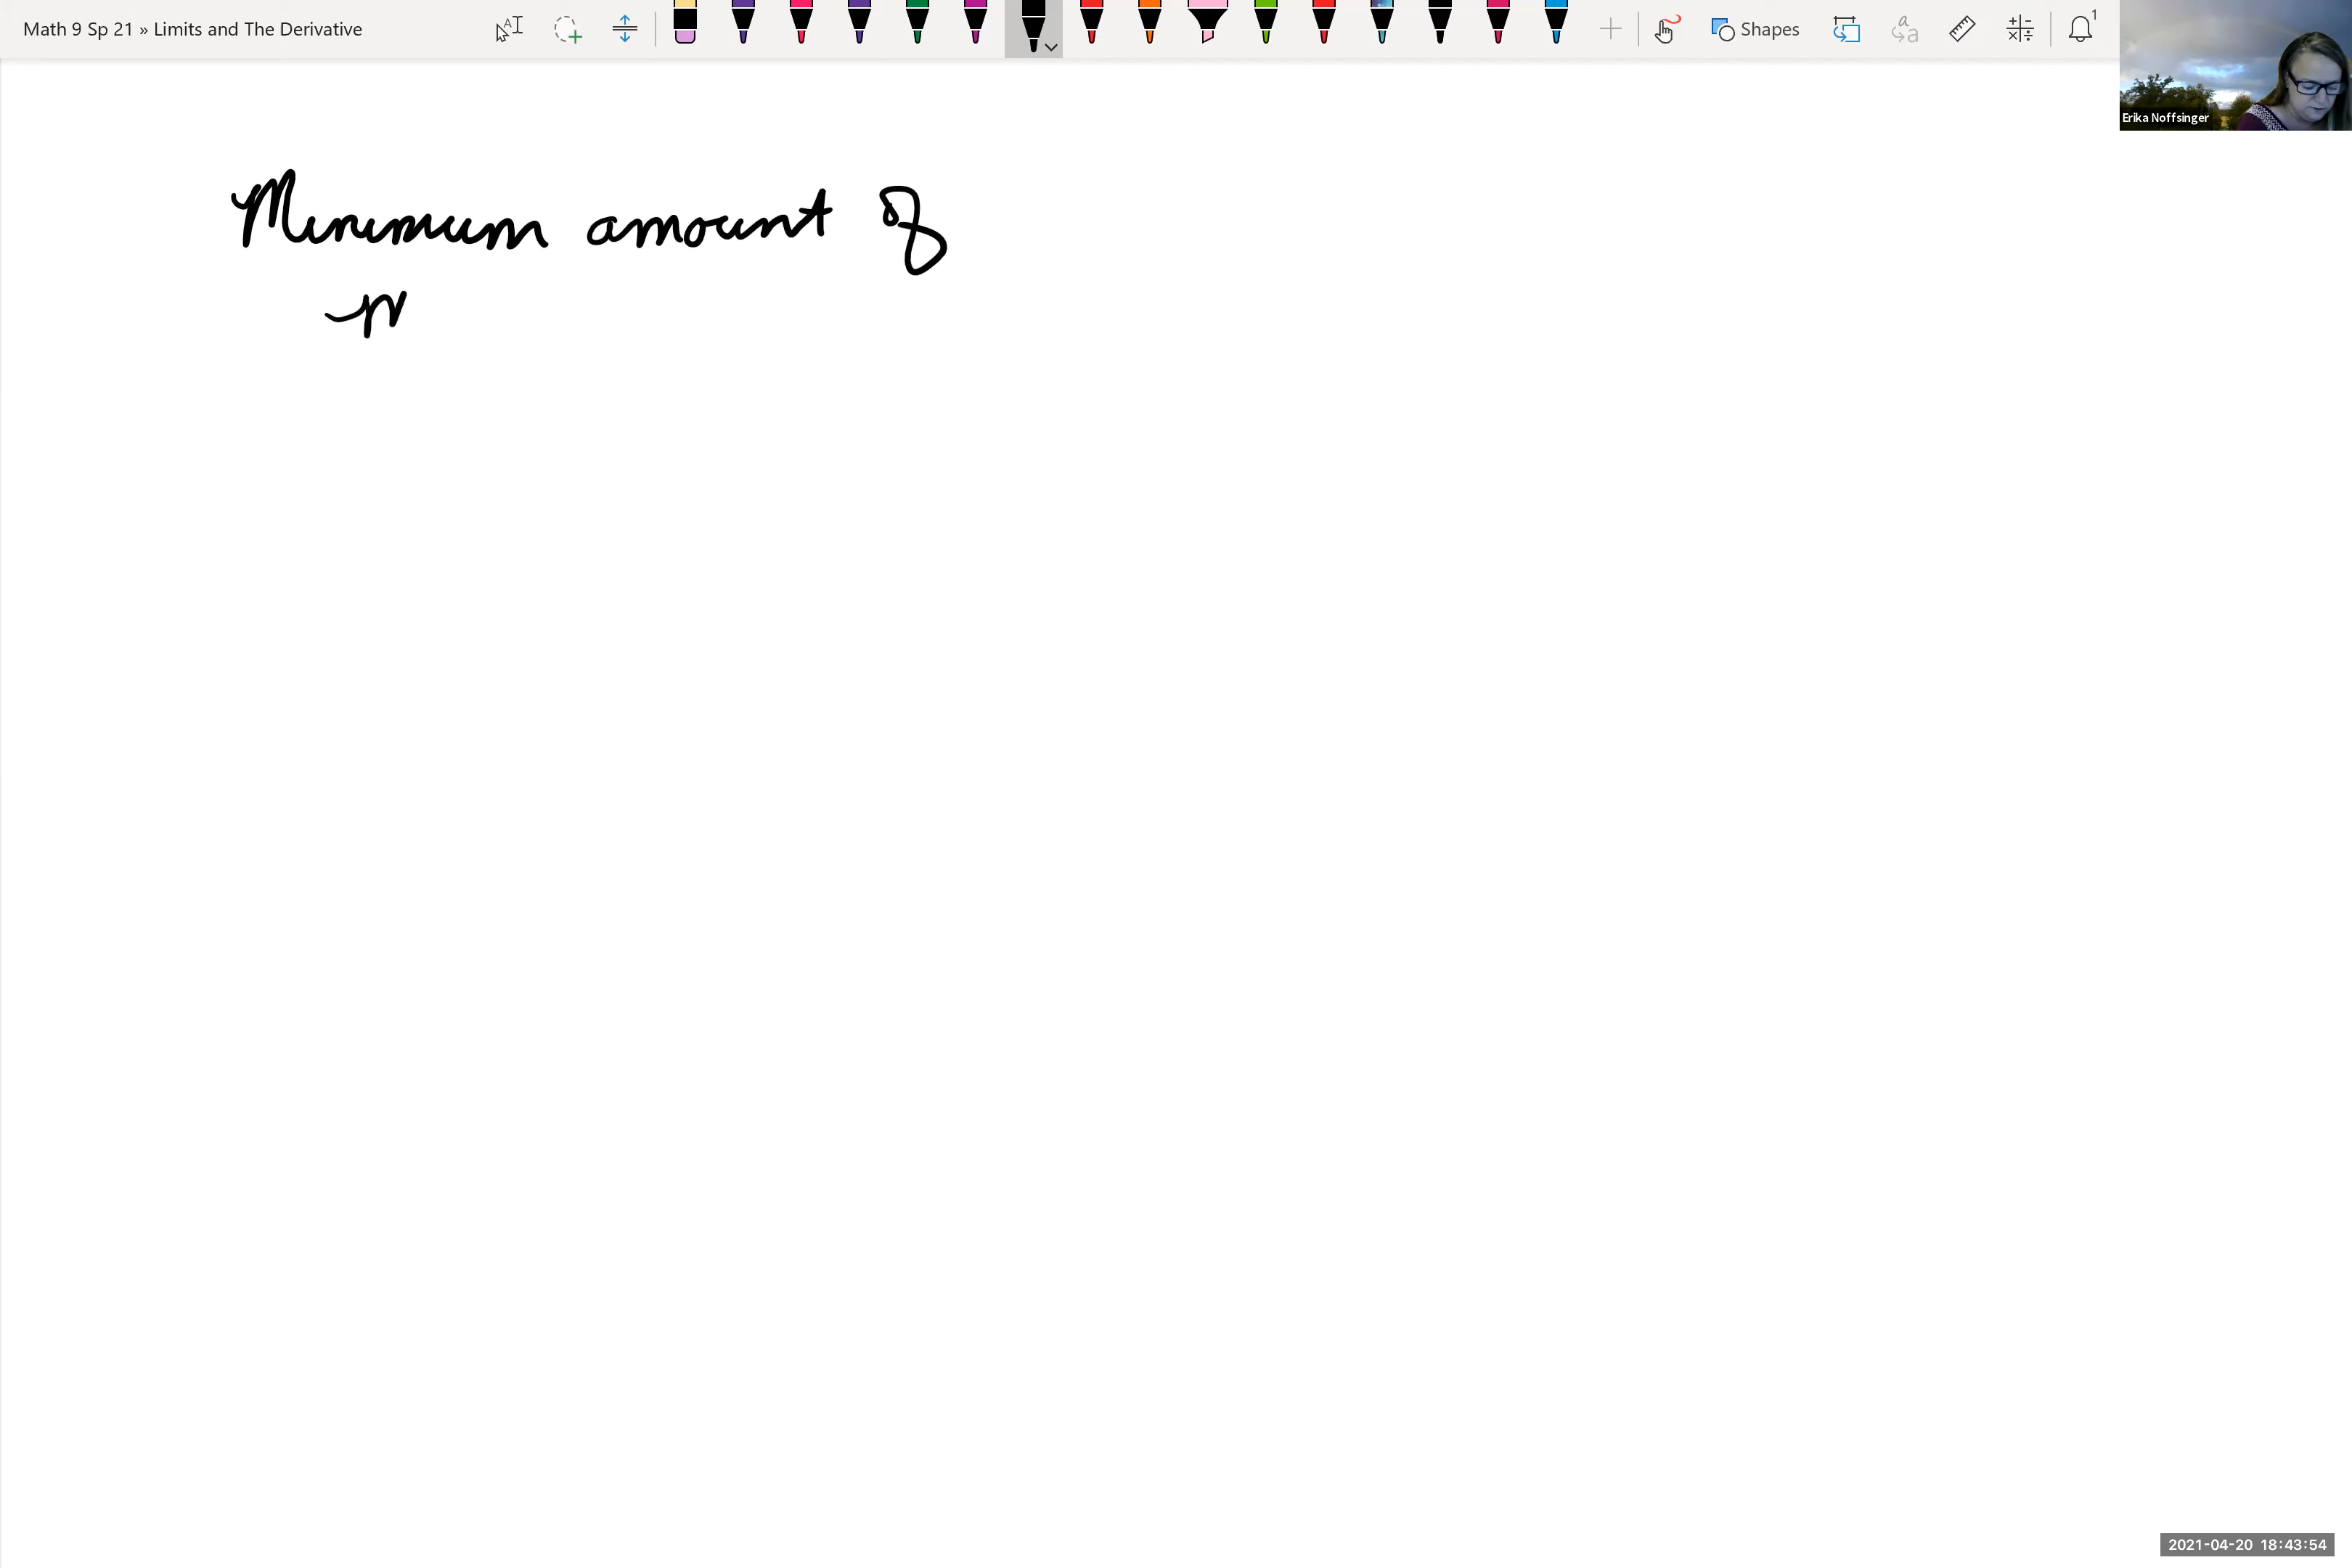 Math 9 Sp 21 » Limits and The Derivative
Shapes
1
Erika Noffsinger
Minimum amount of
2021-04-20 18:43:54